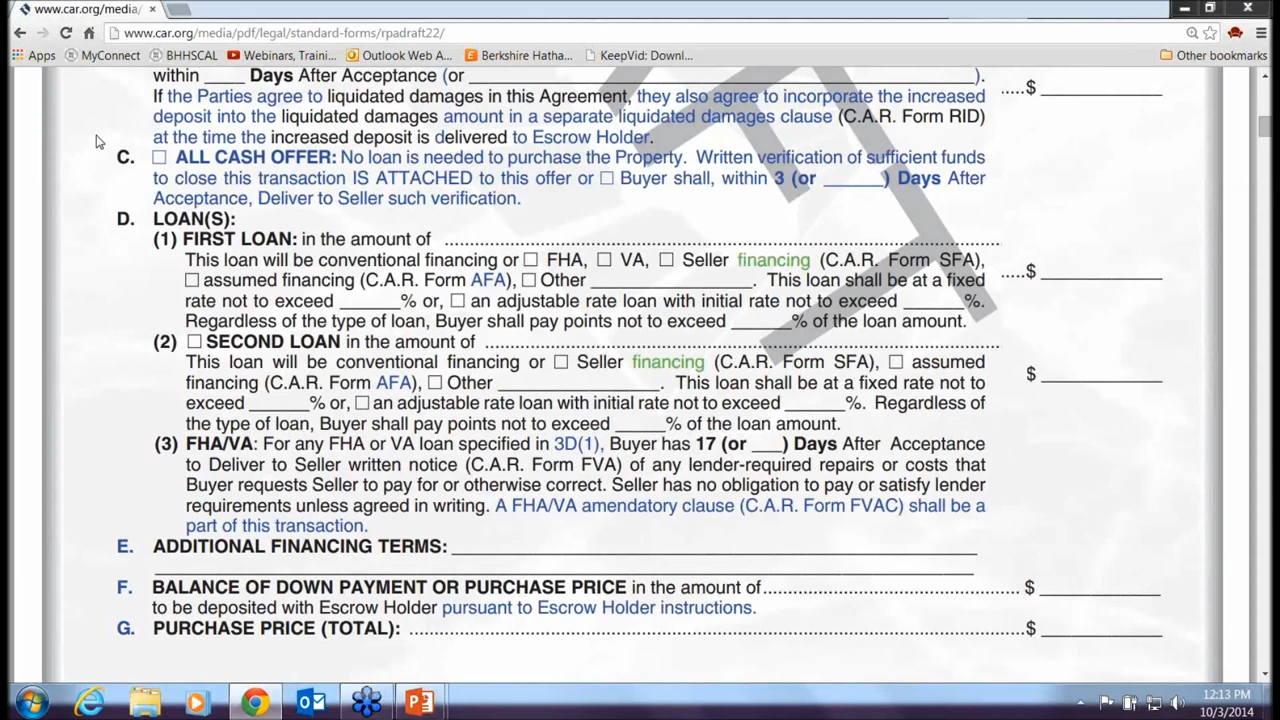 www.car.org/media/
www.car.org/media/pdf/legal/standard-forms/rpadraft22/
Apps MyConnect BHHSCAL Webinars, Traini... Outlook Web A... Berkshire Hatha... KeepVid: Downl... Other bookmarks
within ____ Days After Acceptance (or ____________________).
If the Parties agree to liquidated damages in this Agreement, they also agree to incorporate the increased .....$ ____________
deposit into the liquidated damages amount in a separate liquidated damages clause (C.A.R. Form RID)
at the time the increased deposit is delivered to Escrow Holder.
C. ☐ ALL CASH OFFER: No loan is needed to purchase the Property. Written verification of sufficient funds
to close this transaction IS ATTACHED to this offer or ☐ Buyer shall, within 3 (or ______) Days After
Acceptance, Deliver to Seller such verification.
D. LOAN(S):
(1) FIRST LOAN: in the amount of ....................
This loan will be conventional financing or ☐ FHA, ☐ VA, ☐ Seller financing (C.A.R. Form SFA), .....$ ____________
☐ assumed financing (C.A.R. Form AFA), ☐ Other ________________. This loan shall be at a fixed
rate not to exceed ______% or, ☐ an adjustable rate loan with initial rate not to exceed ______%.
Regardless of the type of loan, Buyer shall pay points not to exceed ______% of the loan amount.
(2) ☐ SECOND LOAN in the amount of ....................
This loan will be conventional financing or ☐ Seller financing (C.A.R. Form SFA), ☐ assumed $ ____________
financing (C.A.R. Form AFA), ☐ Other ________________. This loan shall be at a fixed rate not to
exceed ______% or, ☐ an adjustable rate loan with initial rate not to exceed ______%. Regardless of
the type of loan, Buyer shall pay points not to exceed _____% of the loan amount.
(3) FHA/VA: For any FHA or VA loan specified in 3D(1), Buyer has 17 (or ___) Days After Acceptance
to Deliver to Seller written notice (C.A.R. Form FVA) of any lender-required repairs or costs that
Buyer requests Seller to pay for or otherwise correct. Seller has no obligation to pay or satisfy lender
requirements unless agreed in writing. A FHA/VA amendatory clause (C.A.R. Form FVAC) shall be a
part of this transaction.
E. ADDITIONAL FINANCING TERMS: ____________________
F. BALANCE OF DOWN PAYMENT OR PURCHASE PRICE in the amount of.................... $ ____________
to be deposited with Escrow Holder pursuant to Escrow Holder instructions.
G. PURCHASE PRICE (TOTAL): ....................$ ____________
12:13 PM
10/3/2014